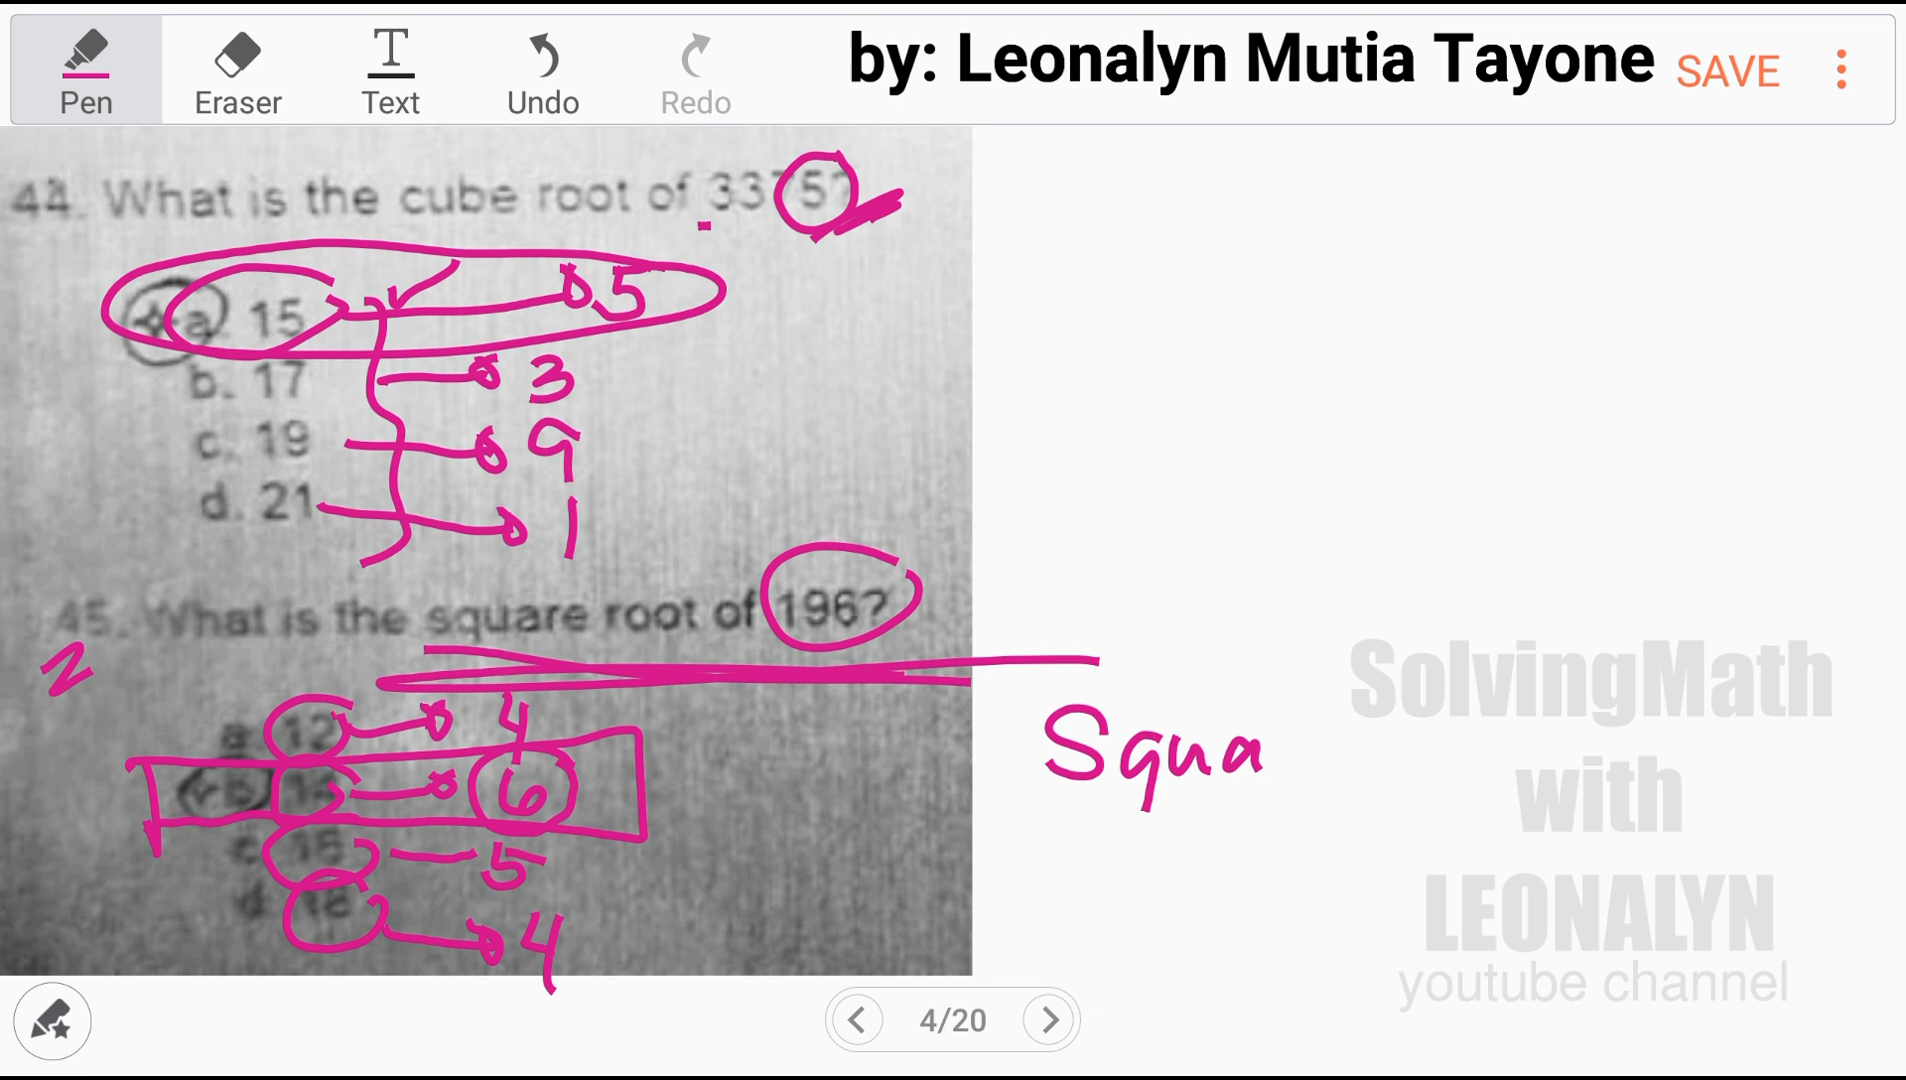 Pen Eraser Text Undo Redo by: Leonalyn Mutia Tayone SAVE
44. What is the cube root of 3375?
a. 15 5
b. 17 3
c. 19 9
d. 21 1
45. What is the square root of 196?
a. 12 4
b. 6
c. 15 5
d. 18 4
Squa
SolvingMath
with
LEONALYN
youtube channel
4/20